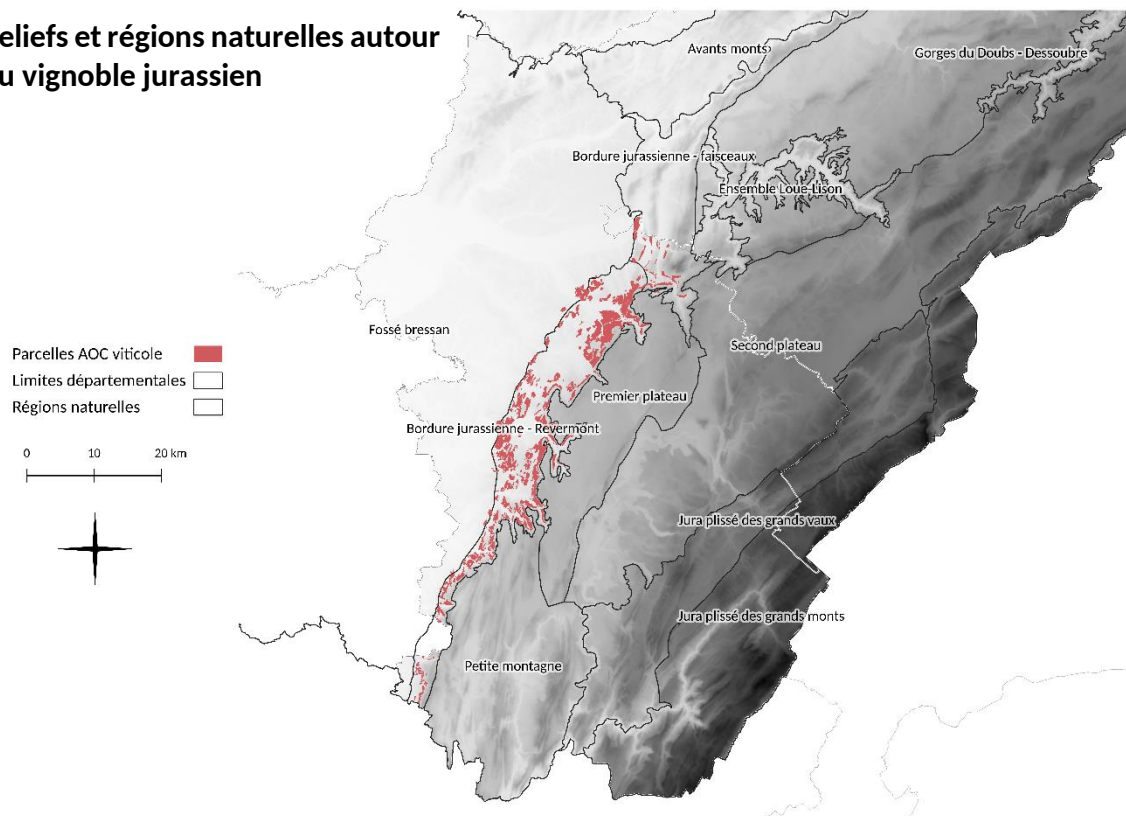 eliefs et régions naturelles autour
u vignoble jurassien
Avants monts
Gorges du Doubs - Dessoubre
Bordure jurassienne - faisceaux
Ensemble Loue-Lison
Fossé bressan
Second plateau
Parcelles AOC viticole
Limites départementales
Régions naturelles
Premier plateau
Bordure jurassienne - Revermont
0 10 20 km
Jura plissé des grands vaux
Jura plissé des grands monts
Petite montagne